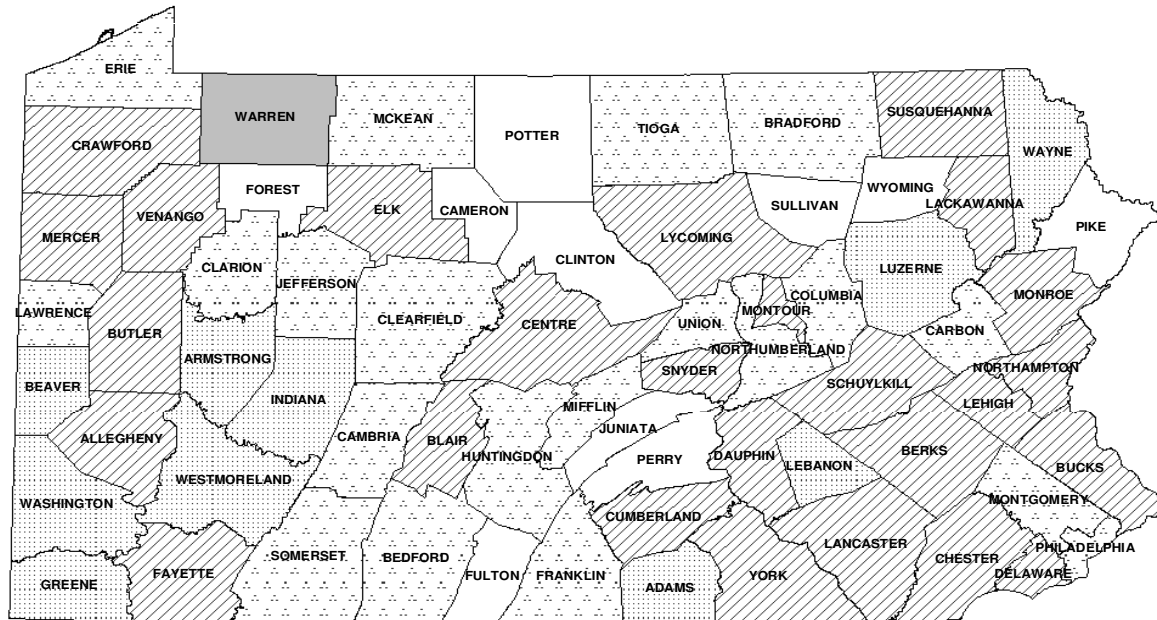 ERIE
WARREN
MCKEAN
POTTER
TIOGA
BRADFORD
SUSQUEHANNA
WAYNE
CRAWFORD
FOREST
VENANGO
ELK
CAMERON
SULLIVAN
WYOMING
LACKAWANNA
PIKE
MERCER
CLARION
JEFFERSON
CLINTON
LYCOMING
LUZERNE
COLUMBIA
MONTOUR
MONROE
LAWRENCE
BUTLER
CLEARFIELD
CENTRE
UNION
CARBON
ARMSTRONG
NORTHUMBERLAND
SNYDER
NORTHAMPTON
BEAVER
INDIANA
SCHUYLKILL
LEHIGH
ALLEGHENY
CAMBRIA
BLAIR
MIFFLIN
JUNIATA
HUNTINGDON
PERRY
DAUPHIN
LEBANON
BERKS
BUCKS
WASHINGTON
WESTMORELAND
MONTGOMERY
CUMBERLAND
SOMERSET
BEDFORD
LANCASTER
PHILADELPHIA
CHESTER
DELAWARE
GREENE
FAYETTE
FULTON
FRANKLIN
ADAMS
YORK